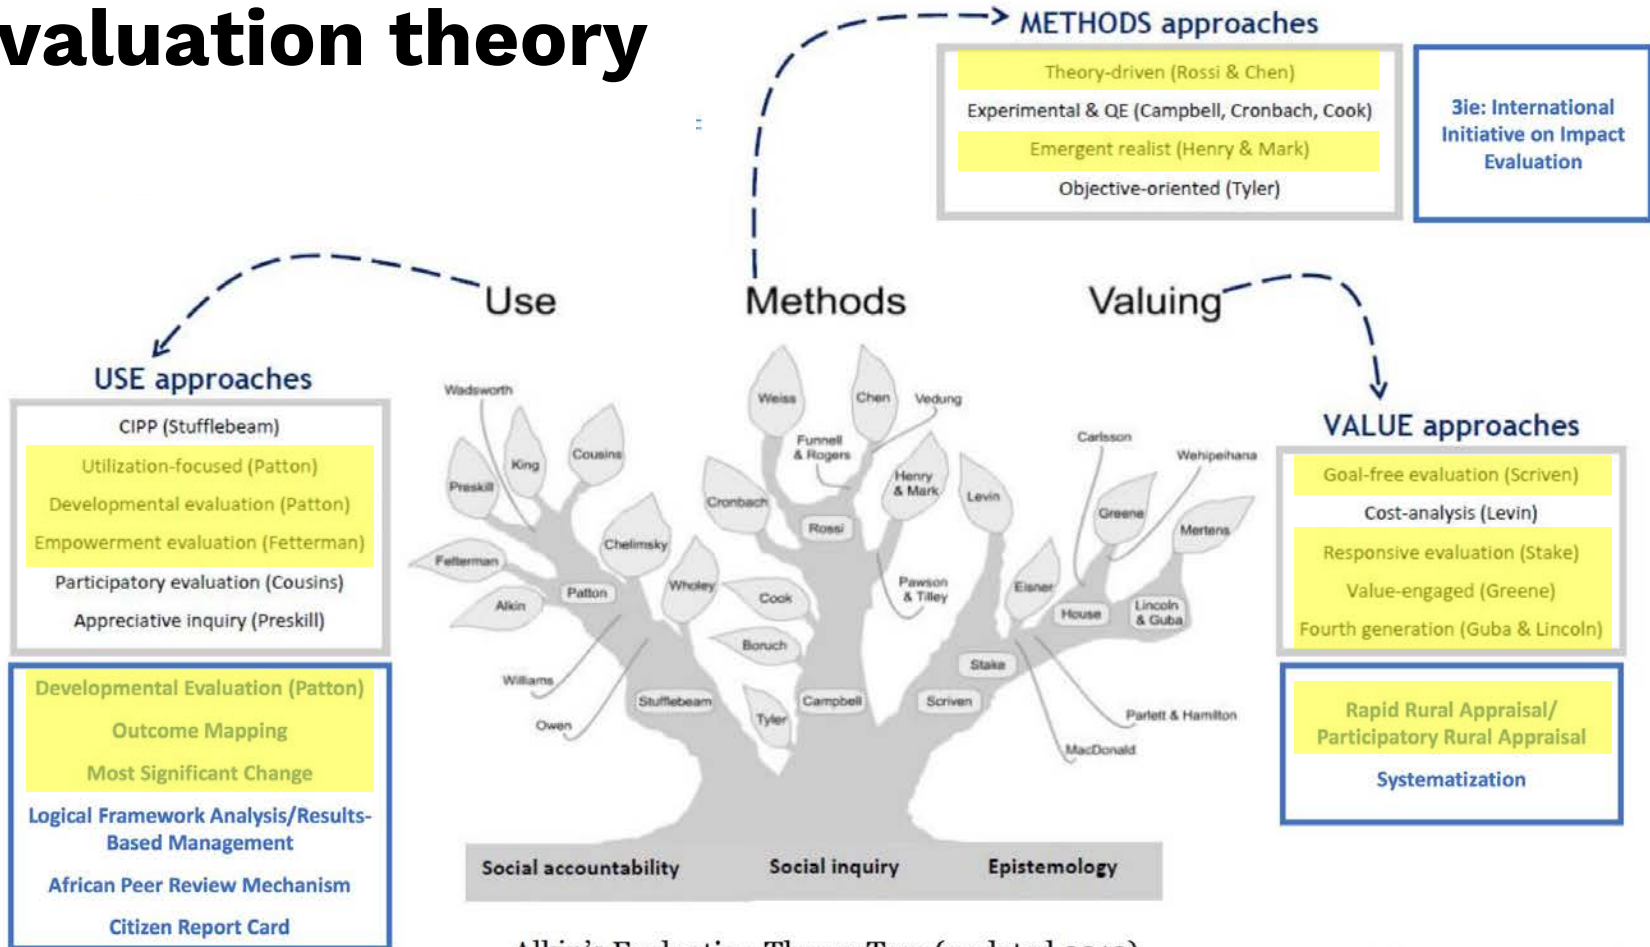 valuation theory
METHODS approaches
Theory-driven (Rossi & Chen)
Experimental & QE (Campbell, Cronbach, Cook)
Emergent realist (Henry & Mark)
Objective-oriented (Tyler)
3ie: International
Initiative on Impact
Evaluation
Use
Methods
Valuing
USE approaches
CIPP (Stufflebeam)
Utilization-focused (Patton)
Developmental evaluation (Patton)
Empowerment evaluation (Fetterman)
Participatory evaluation (Cousins)
Appreciative inquiry (Preskill)
Developmental Evaluation (Patton)
Outcome Mapping
Most Significant Change
Logical Framework Analysis/Results-
Based Management
African Peer Review Mechanism
Citizen Report Card
Wadsworth
King
Cousins
Preskill
Chelimsky
Fetterman
Alkin
Patton
Wholey
Williams
Owen
Stufflebeam
Weiss
Chen
Vedung
Funnell
& Rogers
Henry
& Mark
Cronbach
Rossi
Cook
Pawson
& Tilley
Boruch
Tyler
Campbell
Levin
Carlsson
Wehipeihana
Greene
Mertens
Eisner
House
Lincoln
& Guba
Stake
Scriven
Parlett & Hamilton
MacDonald
VALUE approaches
Goal-free evaluation (Scriven)
Cost-analysis (Levin)
Responsive evaluation (Stake)
Value-engaged (Greene)
Fourth generation (Guba & Lincoln)
Rapid Rural Appraisal/
Participatory Rural Appraisal
Systematization
Social accountability
Social inquiry
Epistemology
Alkin's Evaluation Theory Tree (updated